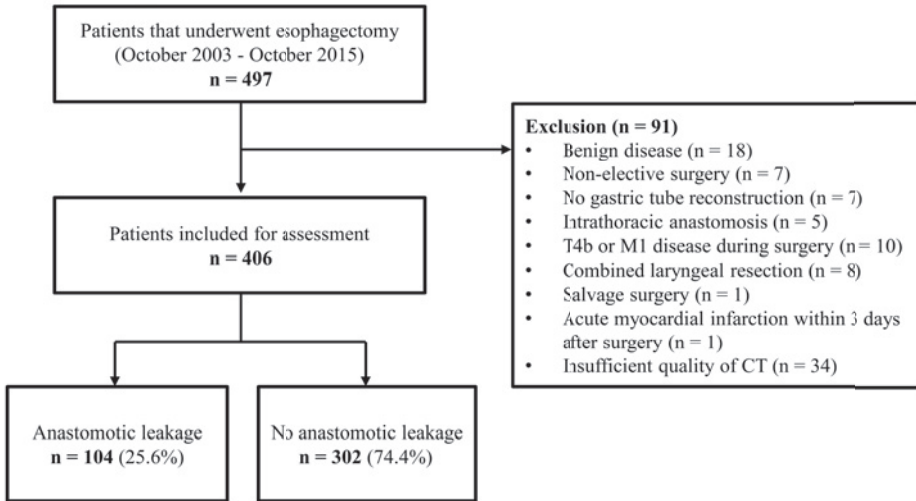 Patients that underwent esophagectomy
(October 2003 - October 2015)
n = 497
Exclusion (n = 91)
• Benign disease (n = 18)
• Non-elective surgery (n = 7)
• No gastric tube reconstruction (n = 7)
• Intrathoracic anastomosis (n = 5)
• T4b or M1 disease during surgery (n = 10)
• Combined laryngeal resection (n = 8)
• Salvage surgery (n = 1)
• Acute myocardial infarction within 3 days
after surgery (n = 1)
• Insufficient quality of CT (n = 34)
Patients included for assessment
n = 406
Anastomotic leakage
n = 104 (25.6%)
No anastomotic leakage
n = 302 (74.4%)